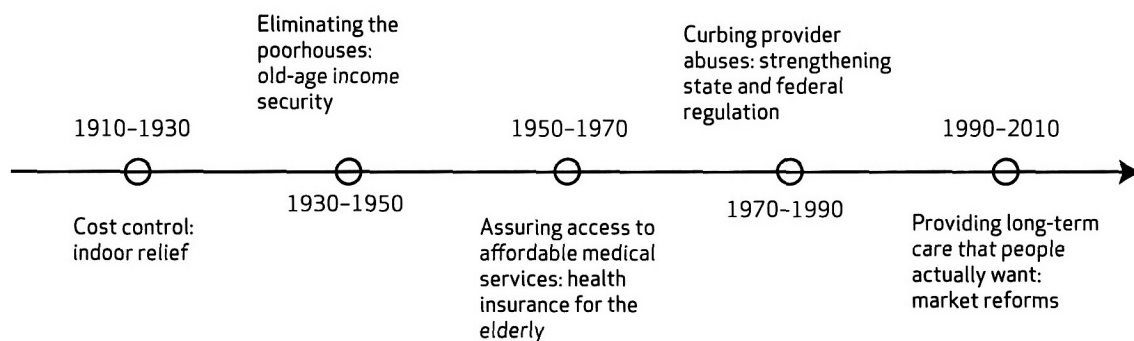 1910–1930
Cost control:
indoor relief
Eliminating the
poorhouses:
old-age income
security
1930–1950
1950–1970
Assuring access to
affordable medical
services: health
insurance for the
elderly
Curbing provider
abuses: strengthening
state and federal
regulation
1970–1990
1990–2010
Providing long-term
care that people
actually want:
market reforms